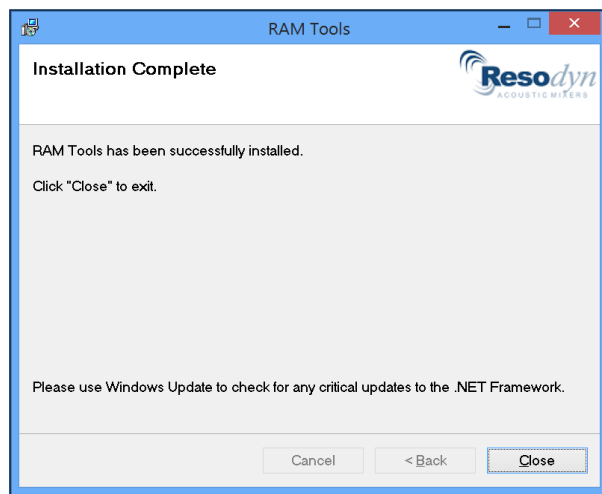 RAM Tools
Installation Complete
Resodyn
ACOUSTIC MIXERS
RAM Tools has been successfully installed.
Click "Close" to exit.
Please use Windows Update to check for any critical updates to the .NET Framework.
Cancel
< Back
Close